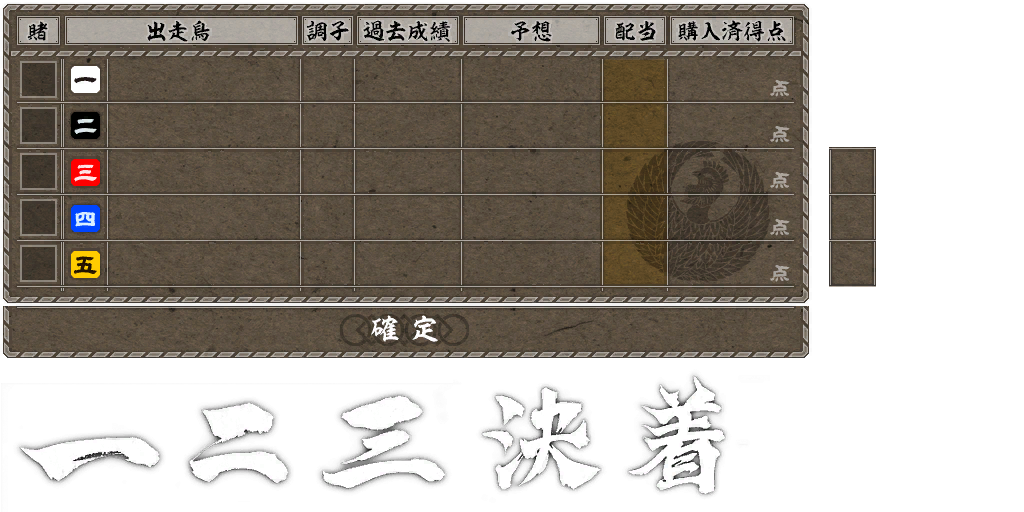 賭 出走鳥 調子 過去成績 予想 配当 購入済得点
一 点
二 点
三 点
四 点
五 点
確定
一二三決着